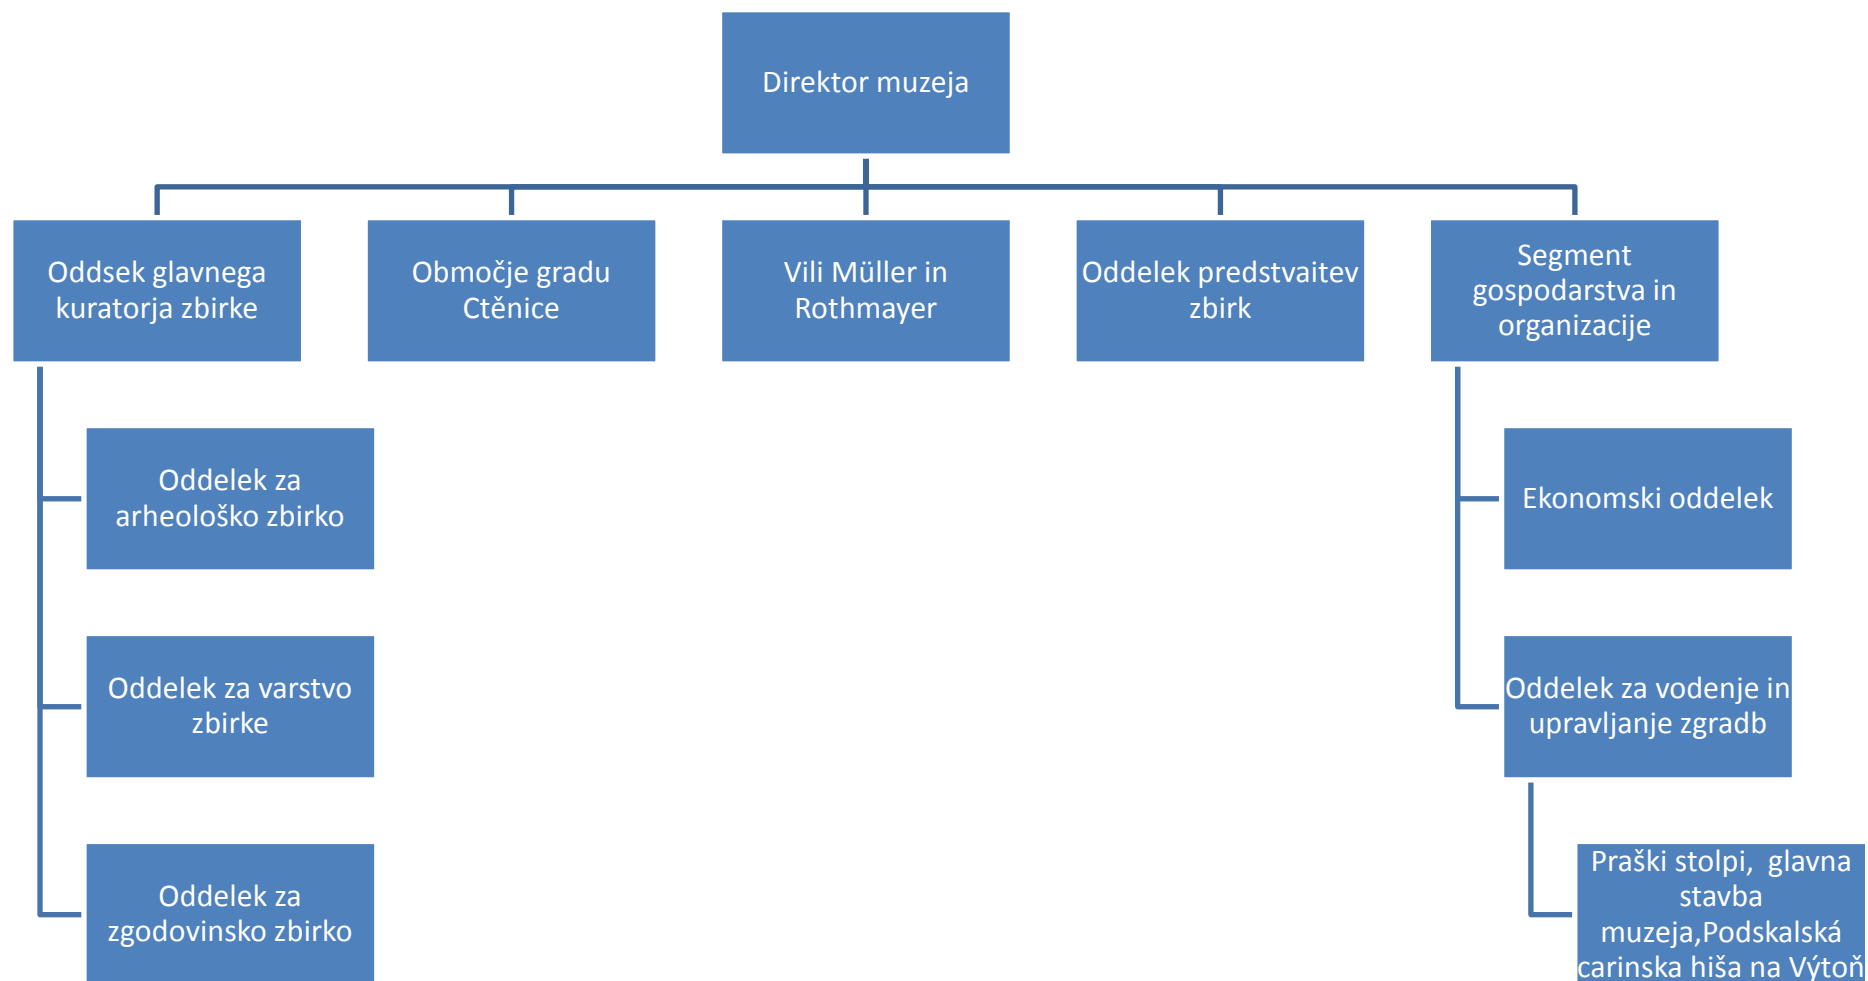 Direktor muzeja
Oddsek glavnega
kuratorja zbirke
Območje gradu
Ctěnice
Vili Müller in
Rothmayer
Oddelek predstvaitev
zbirk
Segment
gospodarstva in
organizacije
Oddelek za
arheološko zbirko
Ekonomski oddelek
Oddelek za varstvo
zbirke
Oddelek za vodenje in
upravljanje zgradb
Oddelek za
zgodovinsko zbirko
Praški stolpi,  glavna
stavba
muzeja,Podskalská
carinska hiša na Výtoň